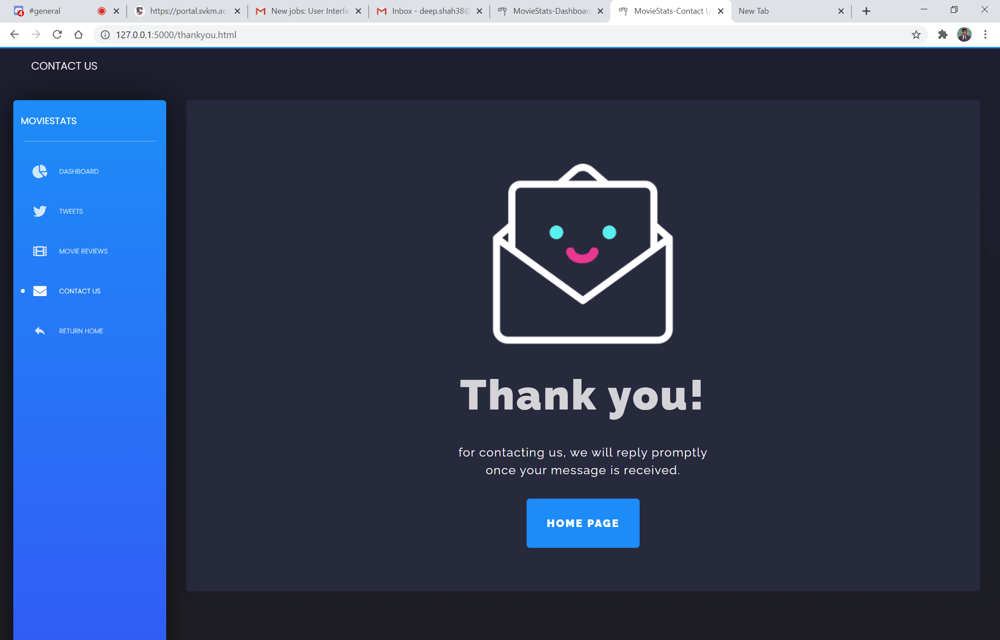 #general
https://portal.svkm.ac.
New jobs: User Interfa
Inbox - deep.shah38@
MovieStats-Dashboard
MovieStats-Contact U
New Tab
4
127.0.0.1:5000/thankyou.html
CONTACT US
MOVIESTATS
DASHBOARD
TWEETS
MOVIE REVIEWS
CONTACT US
RETURN HOME
Thank you!
for contacting us, we will reply promptly
once your message is received.
HOME PAGE